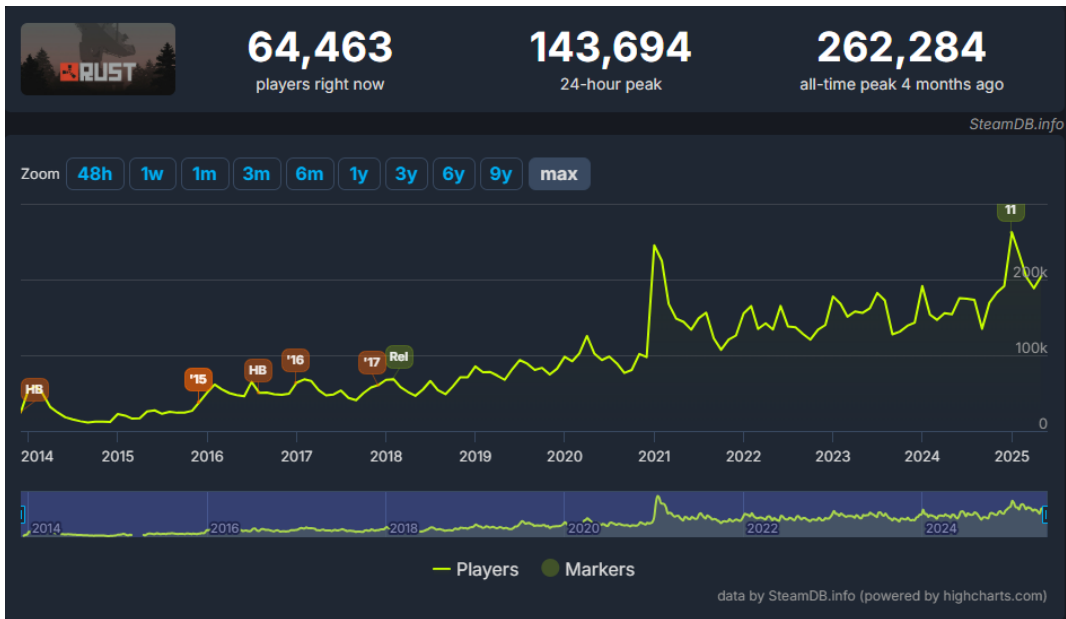 RUST
64,463
players right now
143,694
24-hour peak
262,284
all-time peak 4 months ago
SteamDB.info
Zoom 48h 1w 1m 3m 6m 1y 3y 6y 9y max
11
200k
100k
HB '15 HB '16 '17 Rel
0
2014 2015 2016 2017 2018 2019 2020 2021 2022 2023 2024 2025
2014 2016 2018 2020 2022 2024
Players Markers
data by SteamDB.info (powered by highcharts.com)